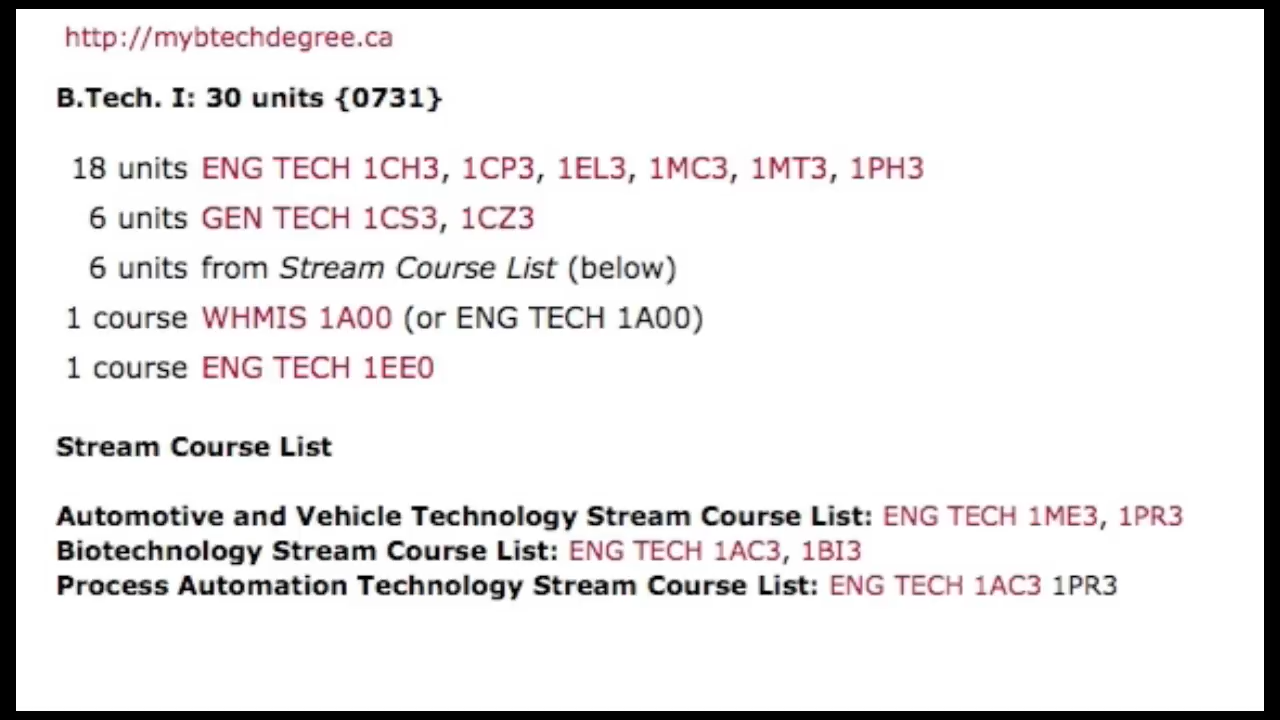 http://mybtechdegree.ca
B.Tech. I: 30 units {0731}
18 units ENG TECH 1CH3, 1CP3, 1EL3, 1MC3, 1MT3, 1PH3
6 units GEN TECH 1CS3, 1CZ3
6 units from Stream Course List (below)
1 course WHMIS 1A00 (or ENG TECH 1A00)
1 course ENG TECH 1EE0
Stream Course List
Automotive and Vehicle Technology Stream Course List: ENG TECH 1ME3, 1PR3
Biotechnology Stream Course List: ENG TECH 1AC3, 1BI3
Process Automation Technology Stream Course List: ENG TECH 1AC3 1PR3